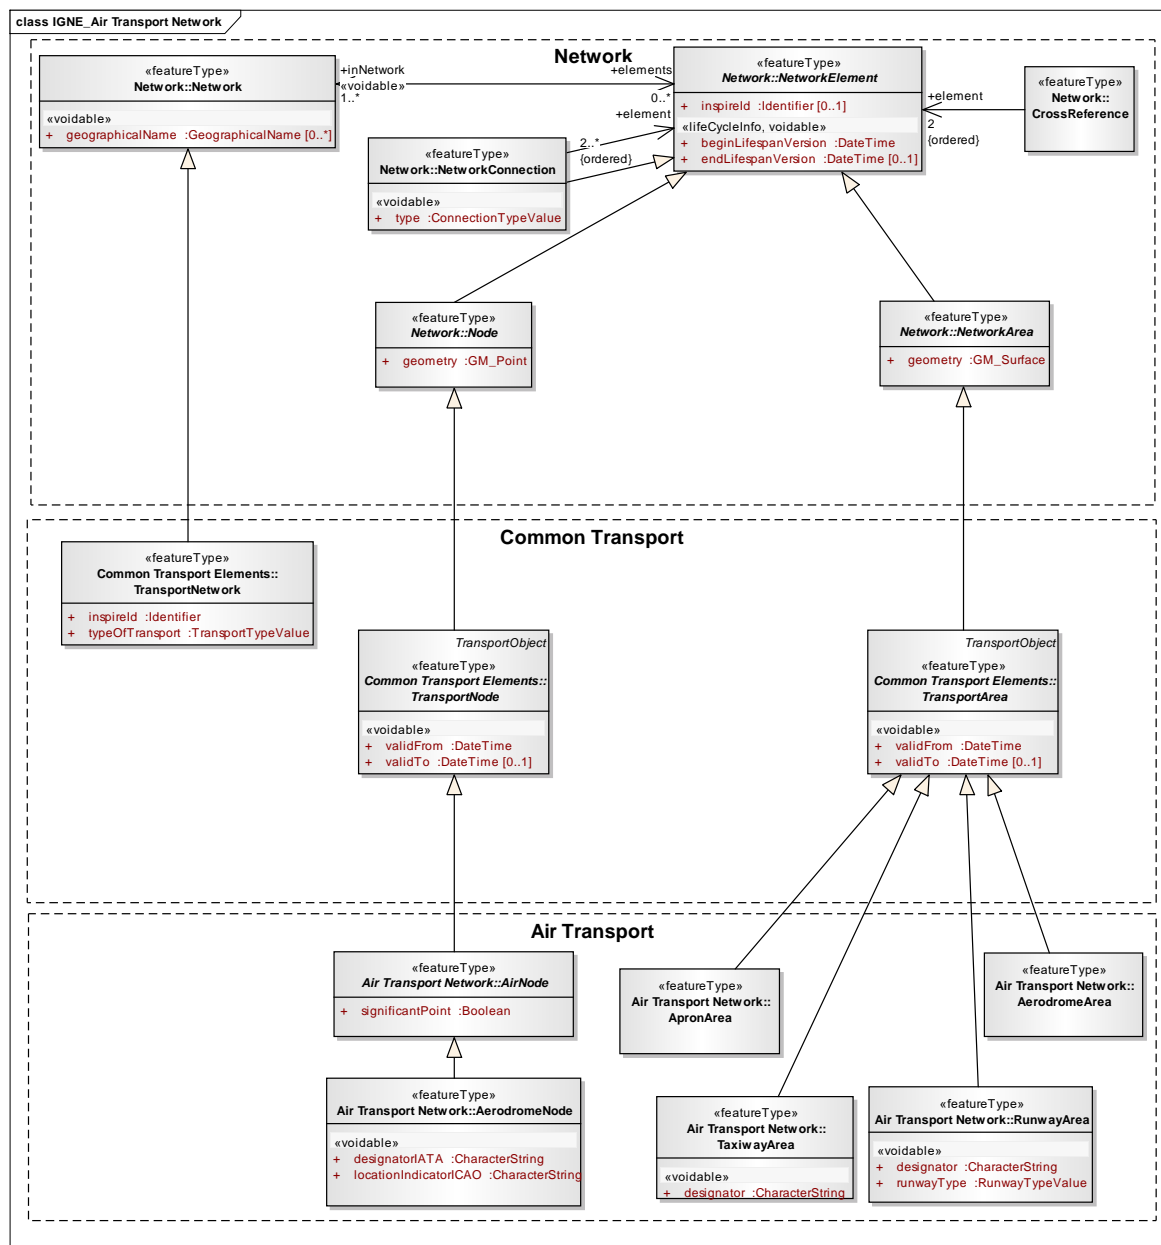 class IGNE_Air Transport Network
Network
«featureType»
Network::Network
«voidable»
+ geographicalName :GeographicalName [0..*]
+inNetwork
«voidable»
1..*
+elements
0..*
«featureType»
Network::NetworkElement
+ inspireId :Identifier [0..1]
«lifeCycleInfo, voidable»
+ beginLifespanVersion :DateTime
+ endLifespanVersion :DateTime [0..1]
+element
2
{ordered}
«featureType»
Network::
CrossReference
+element
2..*
{ordered}
«featureType»
Network::NetworkConnection
«voidable»
+ type :ConnectionTypeValue
«featureType»
Network::Node
+ geometry :GM_Point
«featureType»
Network::NetworkArea
+ geometry :GM_Surface
Common Transport
«featureType»
Common Transport Elements::
TransportNetwork
+ inspireId :Identifier
+ typeOfTransport :TransportTypeValue
TransportObject
«featureType»
Common Transport Elements::
TransportNode
«voidable»
+ validFrom :DateTime
+ validTo :DateTime [0..1]
TransportObject
«featureType»
Common Transport Elements::
TransportArea
«voidable»
+ validFrom :DateTime
+ validTo :DateTime [0..1]
Air Transport
«featureType»
Air Transport Network::AirNode
+ significantPoint :Boolean
«featureType»
Air Transport Network::
ApronArea
«featureType»
Air Transport Network::
AerodromeArea
«featureType»
Air Transport Network::AerodromeNode
«voidable»
+ designatorIATA :CharacterString
+ locationIndicatorICAO :CharacterString
«featureType»
Air Transport Network::
TaxiwayArea
«voidable»
+ designator :CharacterString
«featureType»
Air Transport Network::RunwayArea
«voidable»
+ designator :CharacterString
+ runwayType :RunwayTypeValue